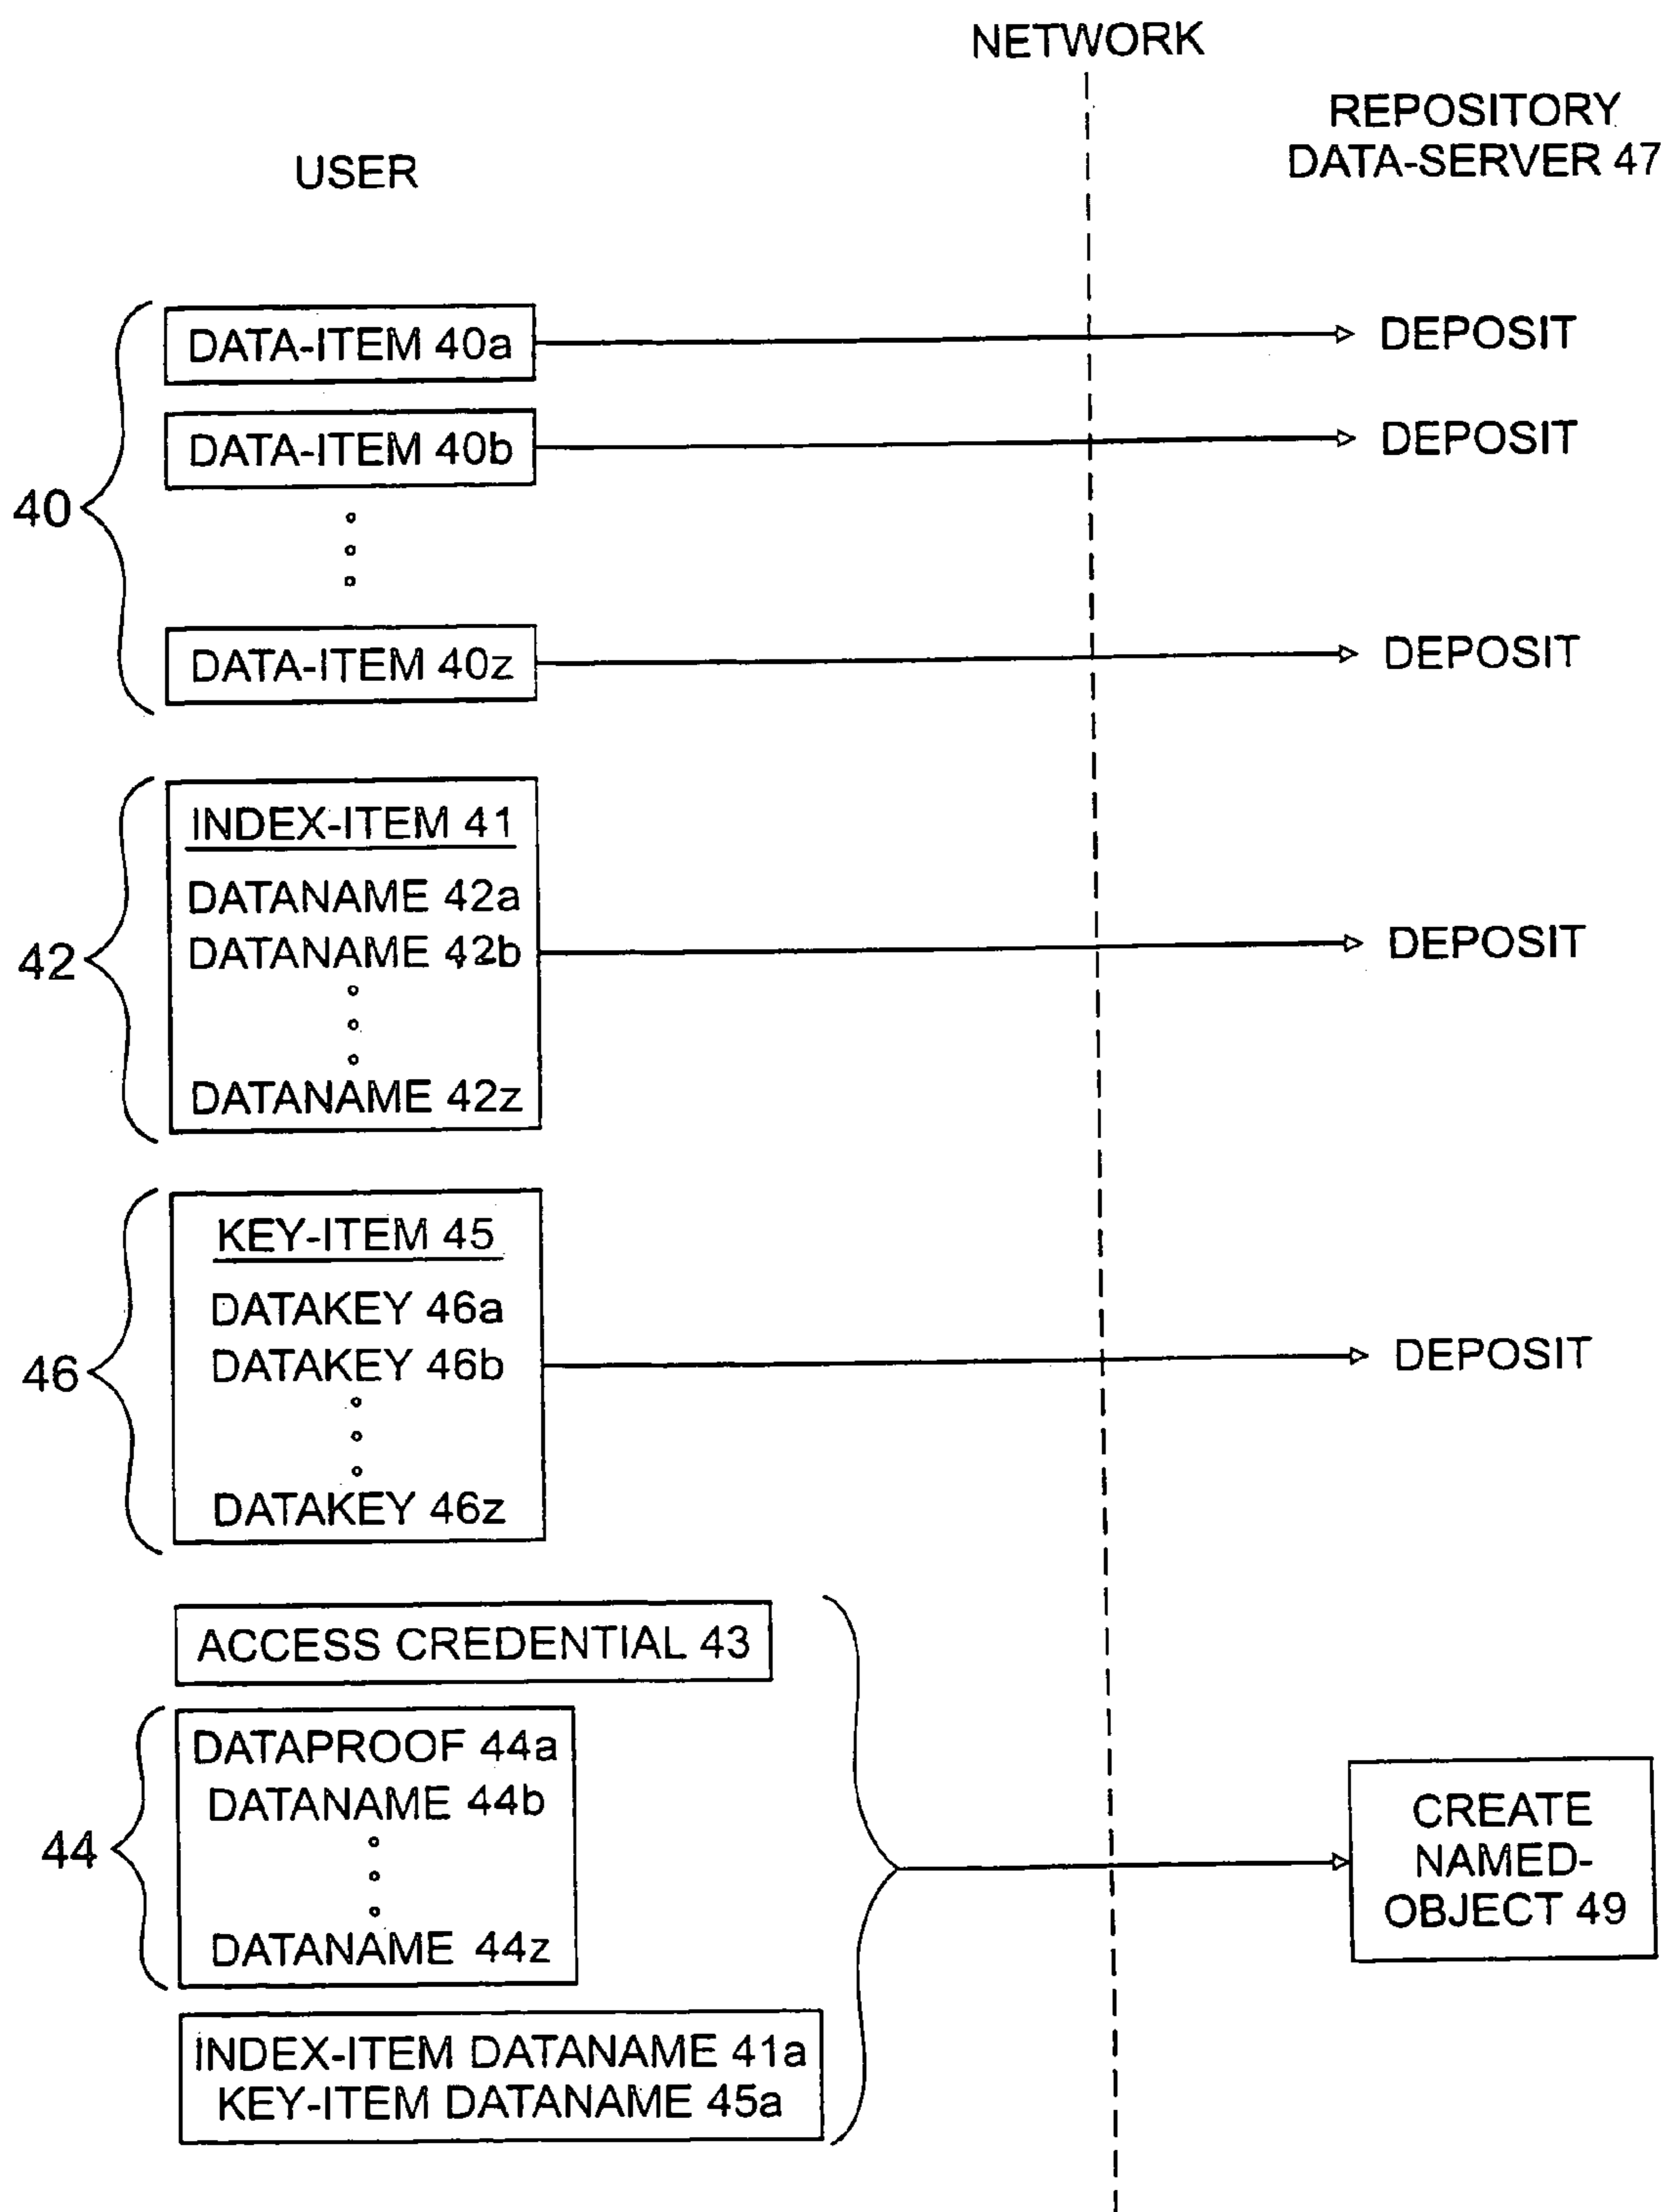 NETWORK
REPOSITORY
DATA-SERVER 47
USER
40
DATA-ITEM 40a
DEPOSIT
DATA-ITEM 40b
DEPOSIT
DATA-ITEM 40z
DEPOSIT
42
INDEX-ITEM 41
DATANAME 42a
DATANAME 42b
DATANAME 42z
DEPOSIT
46
KEY-ITEM 45
DATAKEY 46a
DATAKEY 46b
DATAKEY 46z
DEPOSIT
ACCESS CREDENTIAL 43
44
DATAPROOF 44a
DATANAME 44b
DATANAME 44z
INDEX-ITEM DATANAME 41a
KEY-ITEM DATANAME 45a
CREATE
NAMED-
OBJECT 49